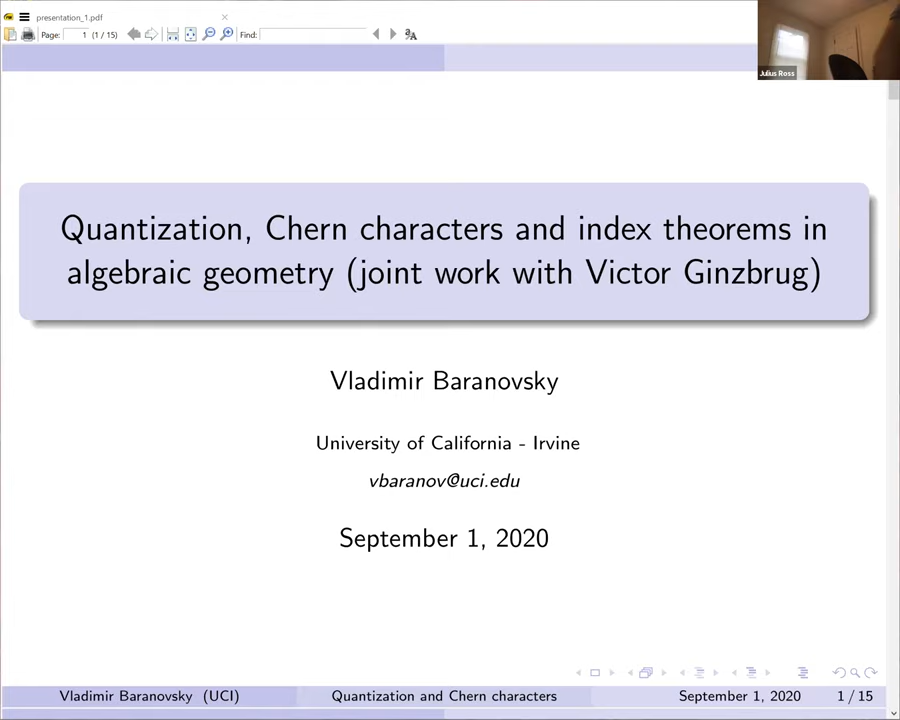 presentation_1.pdf
Page: 1 (1 / 15) Find:
Julius Ross
Quantization, Chern characters and index theorems in
algebraic geometry (joint work with Victor Ginzbrug)
Vladimir Baranovsky
University of California - Irvine
vbaranov@uci.edu
September 1, 2020
Vladimir Baranovsky (UCI) Quantization and Chern characters September 1, 2020 1 / 15